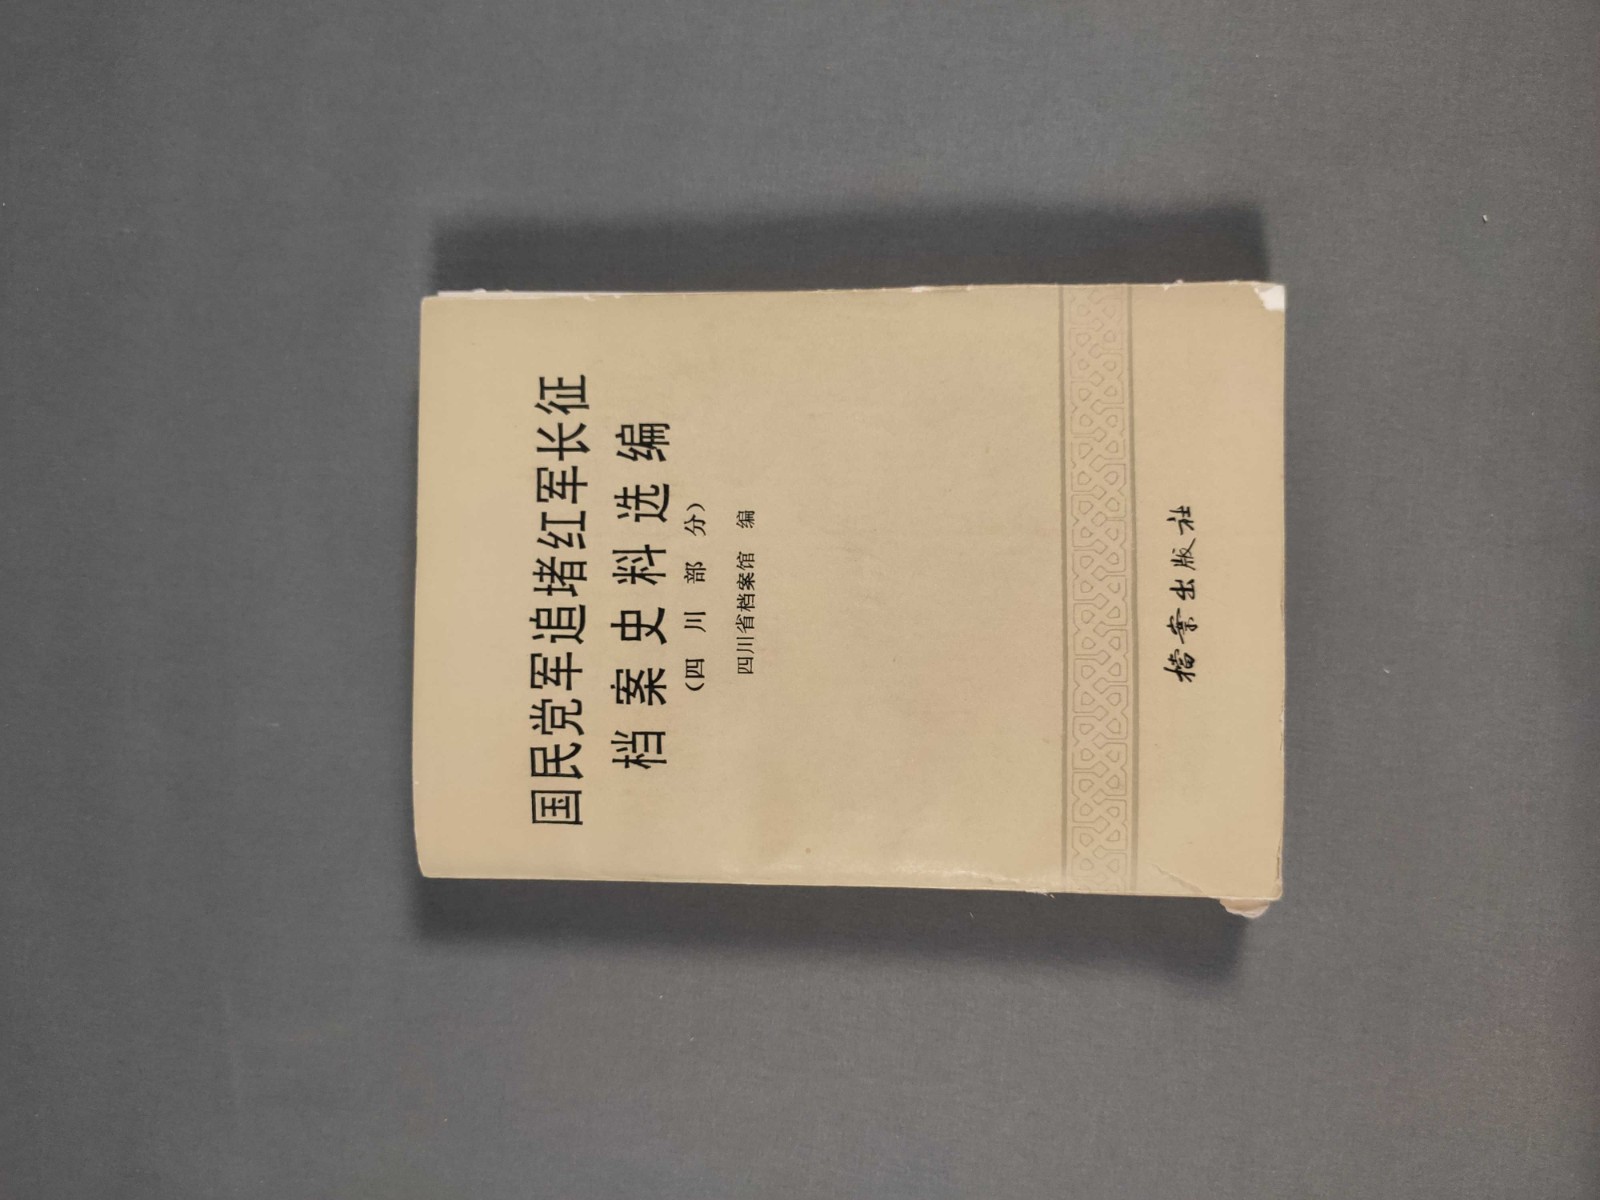 国民党军追堵红军长征
档案史料选编
（四川部分）
四川省档案馆 编
档案出版社